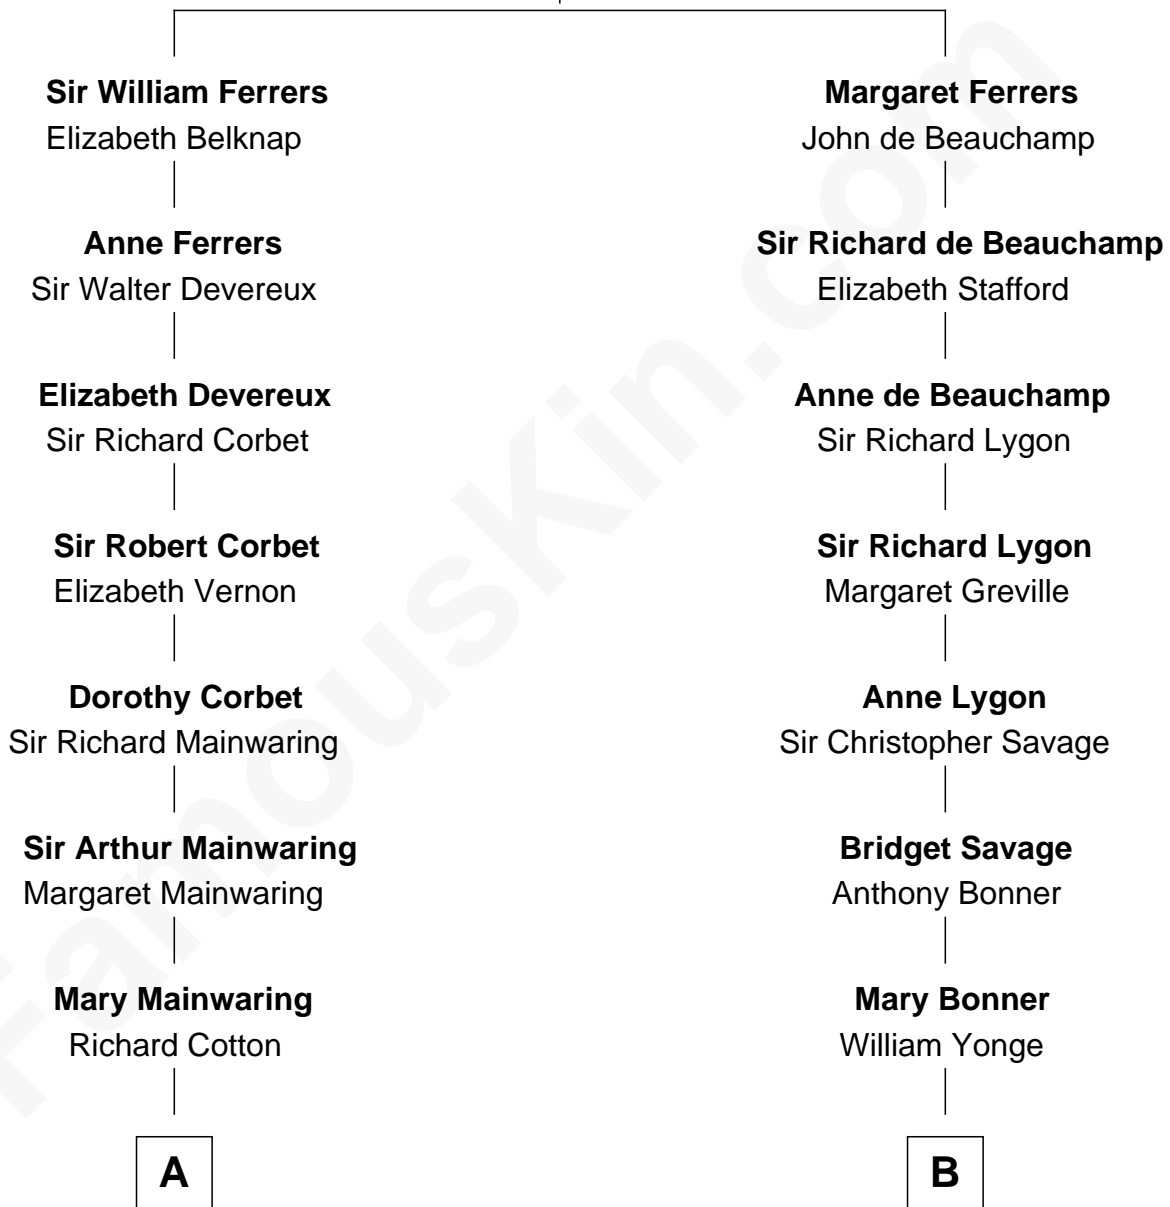 Sir William Ferrers
Elizabeth Belknap
Anne Ferrers
Sir Walter Devereux
Elizabeth Devereux
Sir Richard Corbet
Sir Robert Corbet
Elizabeth Vernon
Dorothy Corbet
Sir Richard Mainwaring
Sir Arthur Mainwaring
Margaret Mainwaring
Mary Mainwaring
Richard Cotton
A
Margaret Ferrers
John de Beauchamp
Sir Richard de Beauchamp
Elizabeth Stafford
Anne de Beauchamp
Sir Richard Lygon
Sir Richard Lygon
Margaret Greville
Anne Lygon
Sir Christopher Savage
Bridget Savage
Anthony Bonner
Mary Bonner
William Yonge
B
FamousKin.com